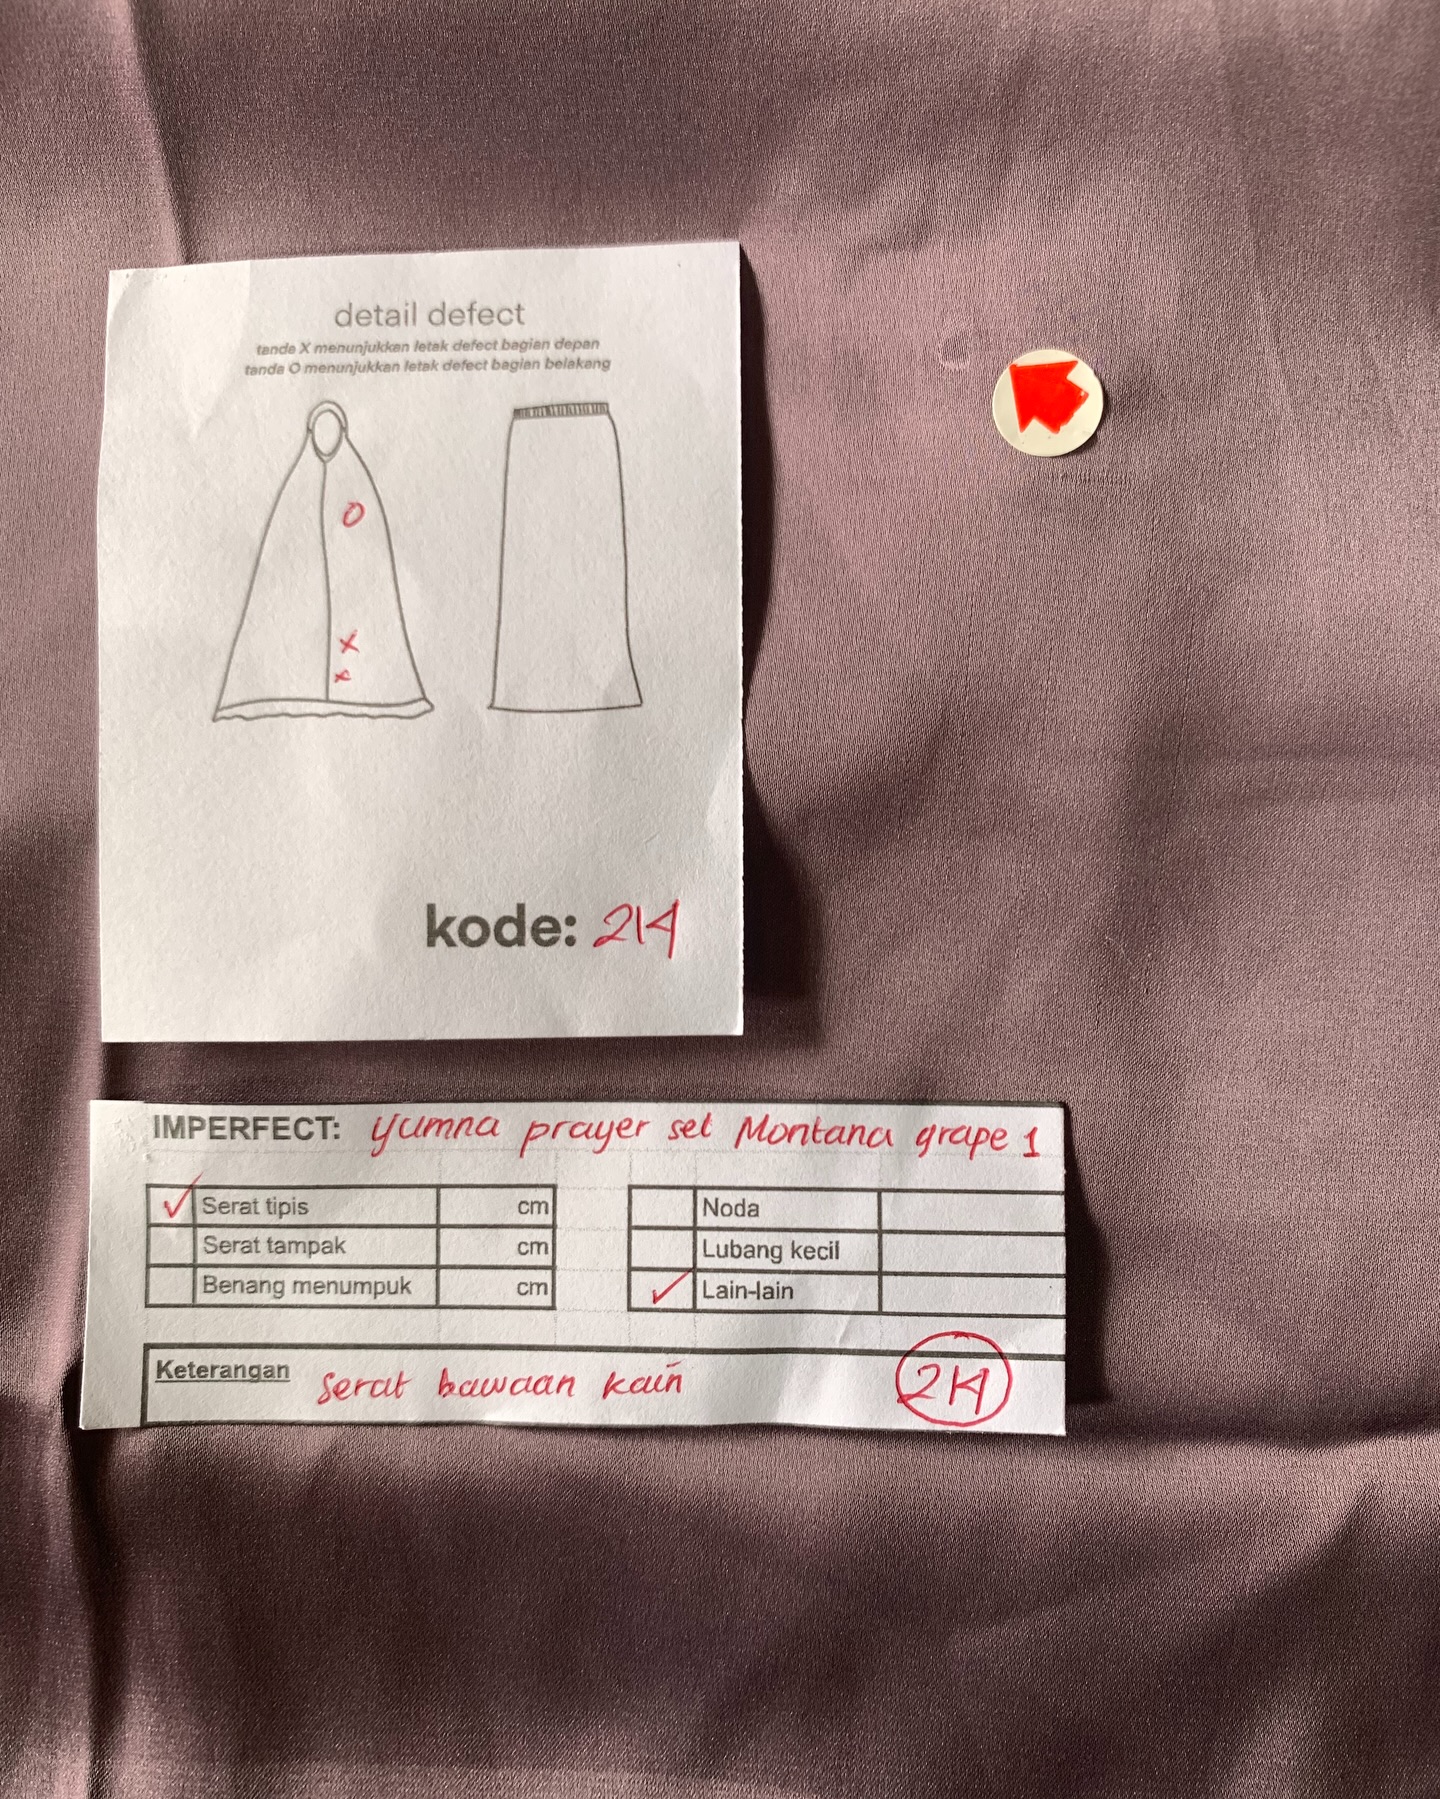 detail defect
tanda X menunjukkan letak defect bagian depan
tanda O menunjukkan letak defect bagian belakang
O
X
x
kode: 214
IMPERFECT: yumna prayer set Montana grape 1
✓ Serat tipis cm
Serat tampak cm
Benang menumpuk cm
Noda
Lubang kecil
✓ Lain-lain
Keterangan serat bawaan kain
214